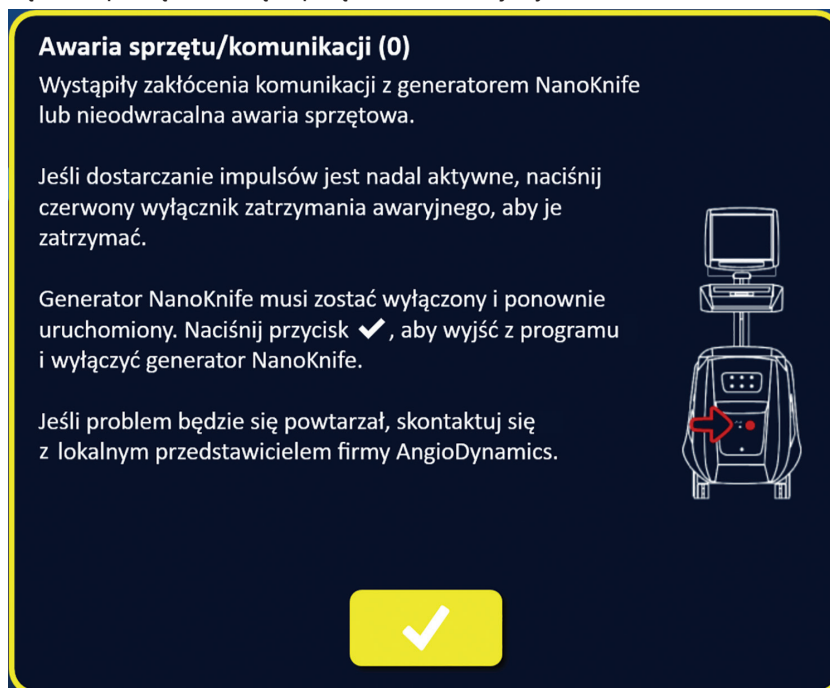 Awaria sprzętu/komunikacji (0)
Wystąpiły zakłócenia komunikacji z generatorem NanoKnife
lub nieodwracalna awaria sprzętowa.
Jeśli dostarczanie impulsów jest nadal aktywne, naciśnij
czerwony wyłącznik zatrzymania awaryjnego, aby je
zatrzymać.
Generator NanoKnife musi zostać wyłączony i ponownie
uruchomiony. Naciśnij przycisk ✔, aby wyjść z programu
i wyłączyć generator NanoKnife.
Jeśli problem będzie się powtarzał, skontaktuj się
z lokalnym przedstawicielem firmy AngioDynamics.